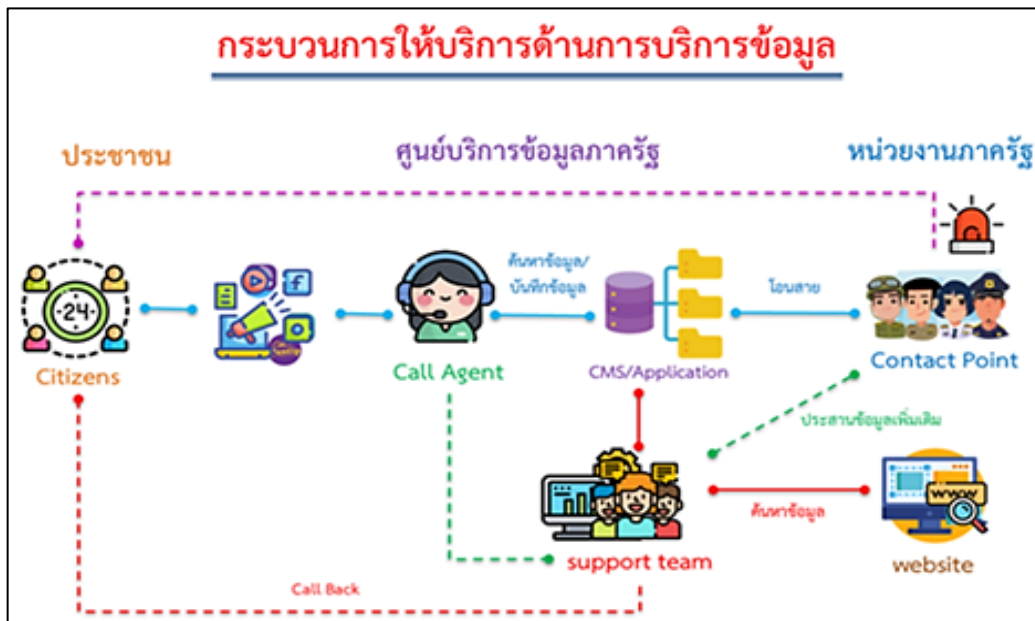 กระบวนการให้บริการด้านการบริการข้อมูล
ประชาชน
ศูนย์บริการข้อมูลภาครัฐ
หน่วยงานภาครัฐ
24
ค้นหาข้อมูล/
บันทึกข้อมูล
โอนสาย
Citizens
Call Agent
CMS/Application
Contact Point
ประสานข้อมูลเพิ่มเติม
WWW
ค้นหาข้อมูล
support team
website
Call Back